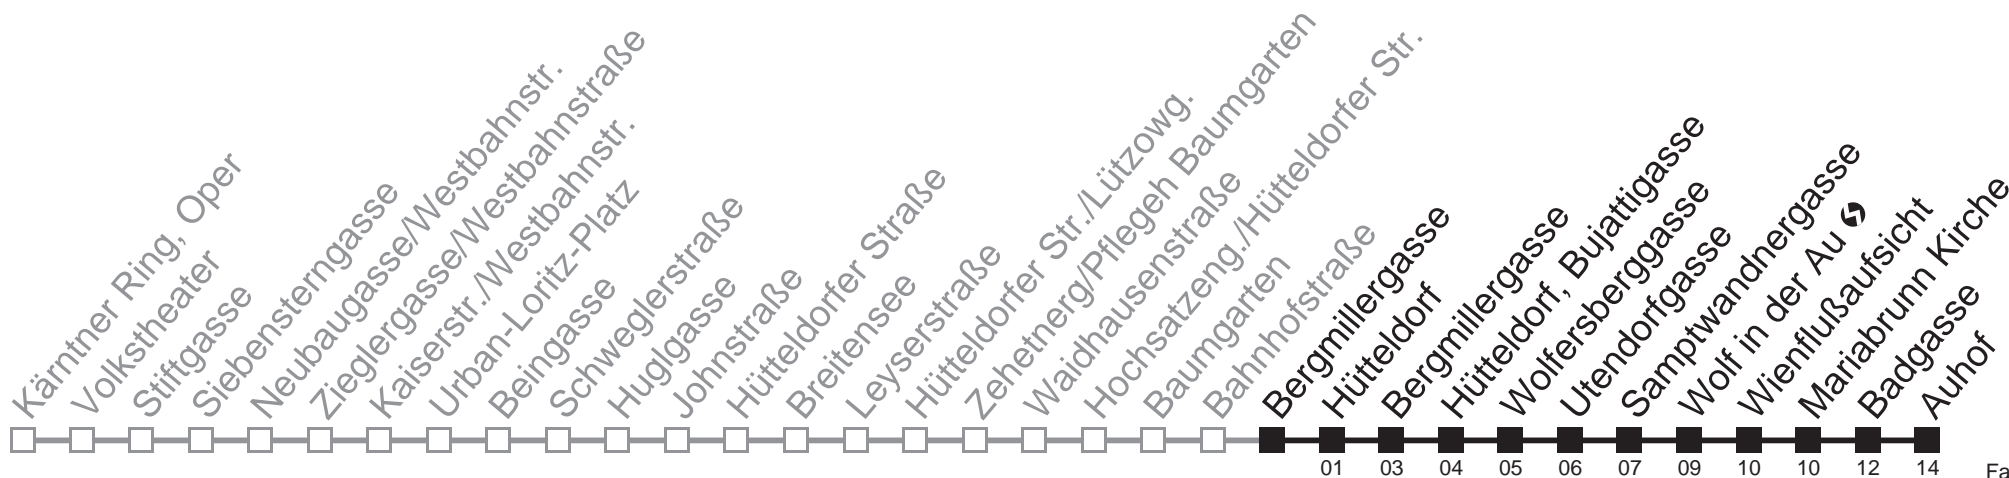 Kärntner Ring, Oper
Volkstheater
Stiftgasse
Siebensterngasse
Neubaugasse/Westbahnstr.
Zieglergasse/Westbahnstraße
Kaiserstr./Westbahnstr.
Urban-Loritz-Platz
Beingasse
Schweglerstraße
Huglgasse
Johnstraße
Hütteldorfer Straße
Breitensee
Leyserstraße
Hütteldorfer Str./Lützowg.
Zehetnerg/Pflegeh Baumgarten
Waidhausenstraße
Hochsatzeng./Hütteldorfer Str.
Baumgarten
Bahnhofstraße
Bergmillergasse
Hütteldorf
Bergmillergasse
Hütteldorf, Bujattigasse
Wolfersberggasse
Utendorfgasse
Samptwandnergasse
Wolf in der Au
Wienflußaufsicht
Mariabrunn Kirche
Badgasse
Auhof
01 03 04 05 06 07 09 10 10 12 14
Fa